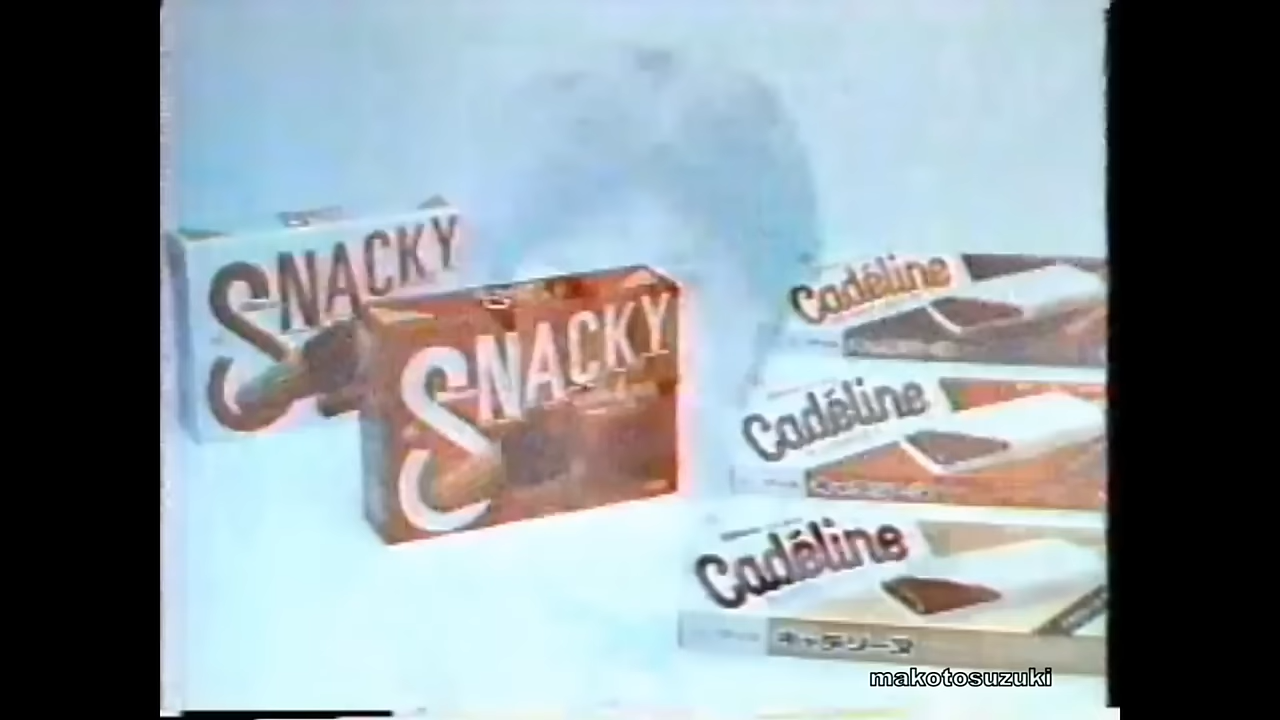 SNACKY
SNACKY
Cadéline
Cadéline
Cadéline
キャデリーヌ
makotosuzuki